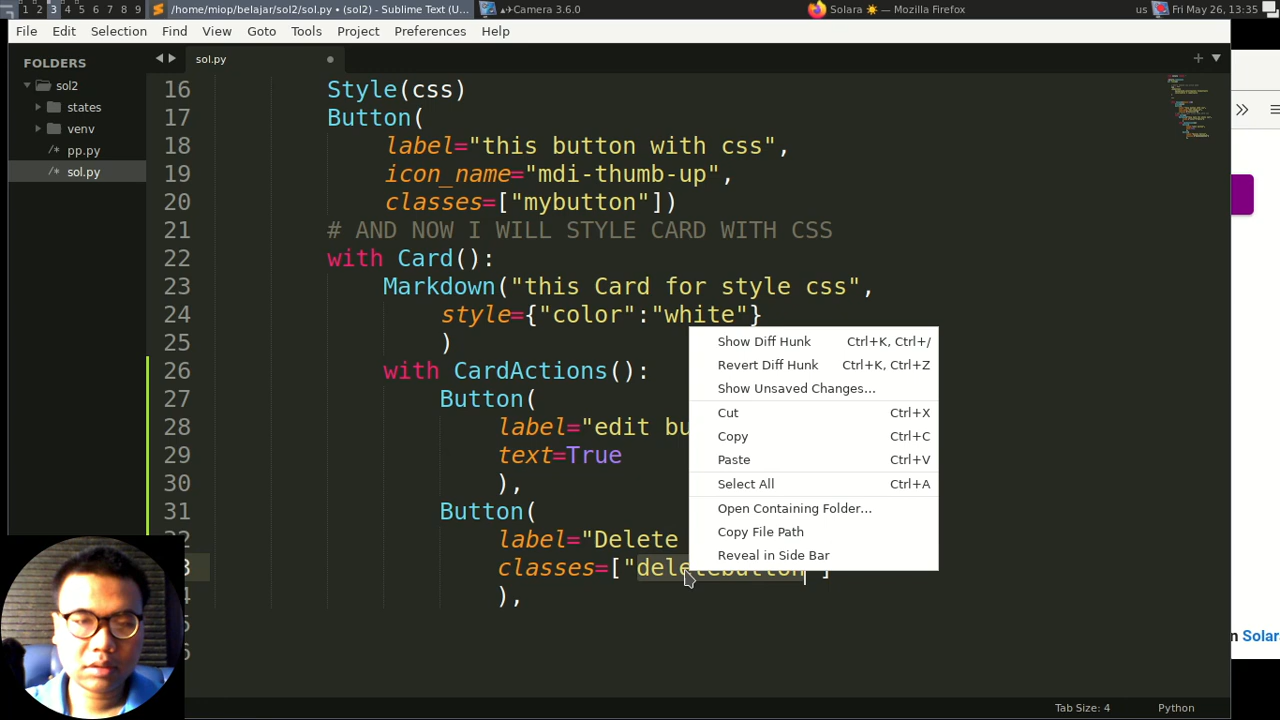 1 2 3 4 5 6 7 8 9
/home/miop/belajar/sol2/sol.py • (sol2) - Sublime Text (U...
Camera 3.6.0
Solara ☀️ — Mozilla Firefox
us
Fri May 26, 13:35
File Edit Selection Find View Goto Tools Project Preferences Help
FOLDERS
sol2
states
venv
/* pp.py
/* sol.py
sol.py
16 Style(css)
17 Button(
18 label="this button with css",
19 icon_name="mdi-thumb-up",
20 classes=["mybutton"])
21 # AND NOW I WILL STYLE CARD WITH CSS
22 with Card():
23 Markdown("this Card for style css",
24 style={"color":"white"}
25 )
26 with CardActions():
27 Button(
28 label="edit bu
29 text=True
30 ),
31 Button(
2 label="Delete
3 classes=["deletebutton"]
4 ),
5
6
Show Diff Hunk Ctrl+K, Ctrl+/
Revert Diff Hunk Ctrl+K, Ctrl+Z
Show Unsaved Changes...
Cut Ctrl+X
Copy Ctrl+C
Paste Ctrl+V
Select All Ctrl+A
Open Containing Folder...
Copy File Path
Reveal in Side Bar
n Solar
Tab Size: 4
Python